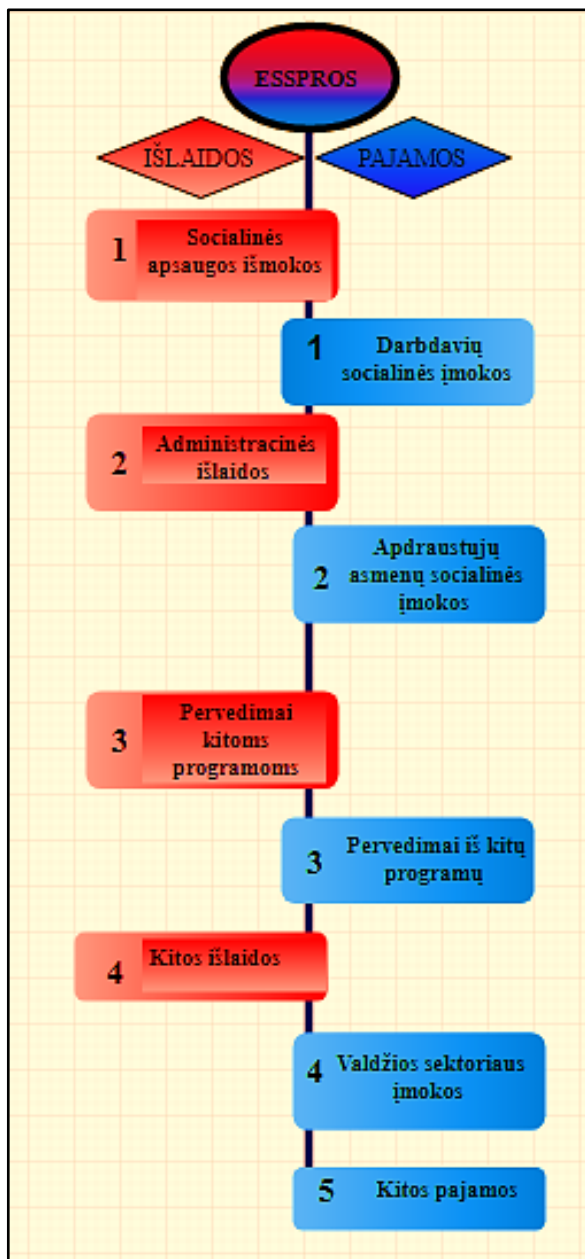 ESSPROS
IŠLAIDOS
PAJAMOS
1
Socialinės
apsaugos išmokos
1
Darbdavių
socialinės įmokos
2
Administracinės
išlaidos
2
Apdraustųjų
asmenų socialinės
įmokos
3
Pervedimai
kitoms
programoms
3
Pervedimai iš kitų
programų
4
Kitos išlaidos
4
Valdžios sektoriaus
įmokos
5
Kitos pajamos